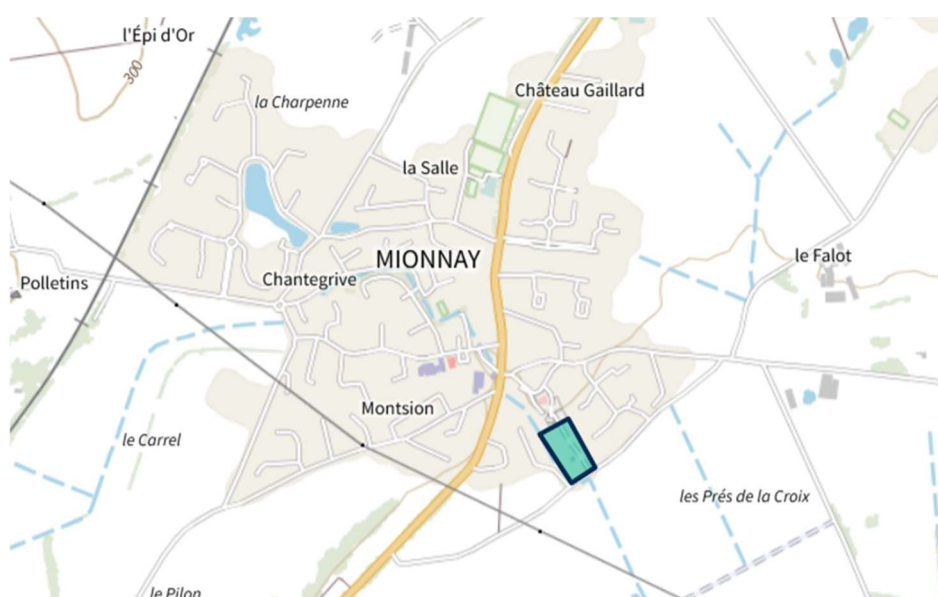 l'Épi d'Or
300
la Charpenne
Château Gaillard
la Salle
MIONNAY
le Falot
Polletins
Chantegrive
Montsion
le Carrel
les Prés de la Croix
le Pilon